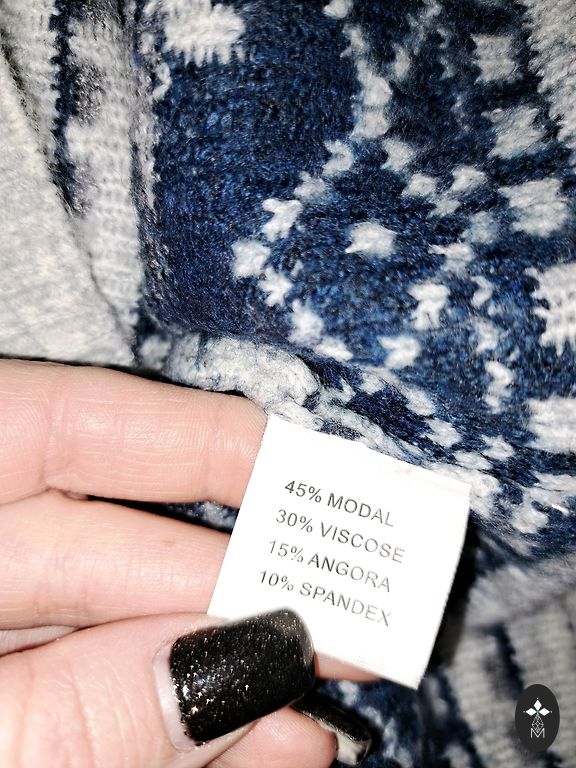 45% MODAL
30% VISCOSE
15% ANGORA
10% SPANDEX
M